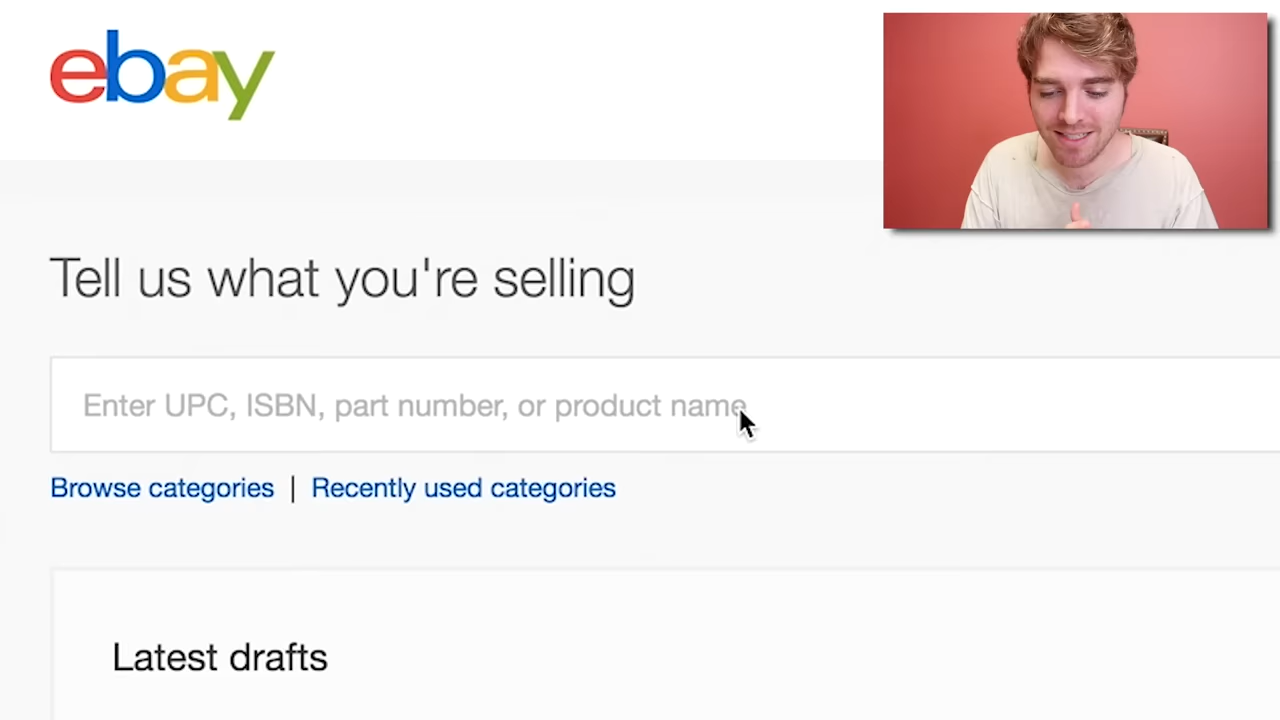 ebay
Tell us what you're selling
Enter UPC, ISBN, part number, or product name
Browse categories | Recently used categories
Latest drafts